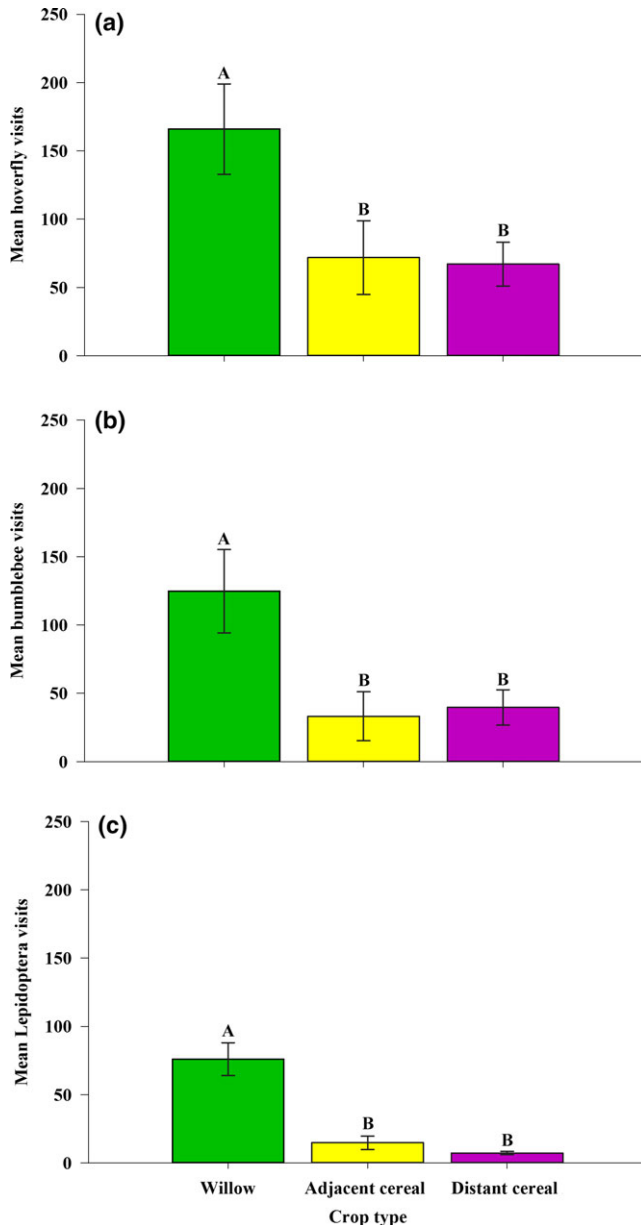 (a)
250
200
150
100
50
0
Mean hoverfly visits
A
B
B
(b)
250
200
150
100
50
0
Mean bumblebee visits
A
B
B
(c)
250
200
150
100
50
0
Mean Lepidoptera visits
A
B
B
Willow Adjacent cereal Distant cereal
Crop type